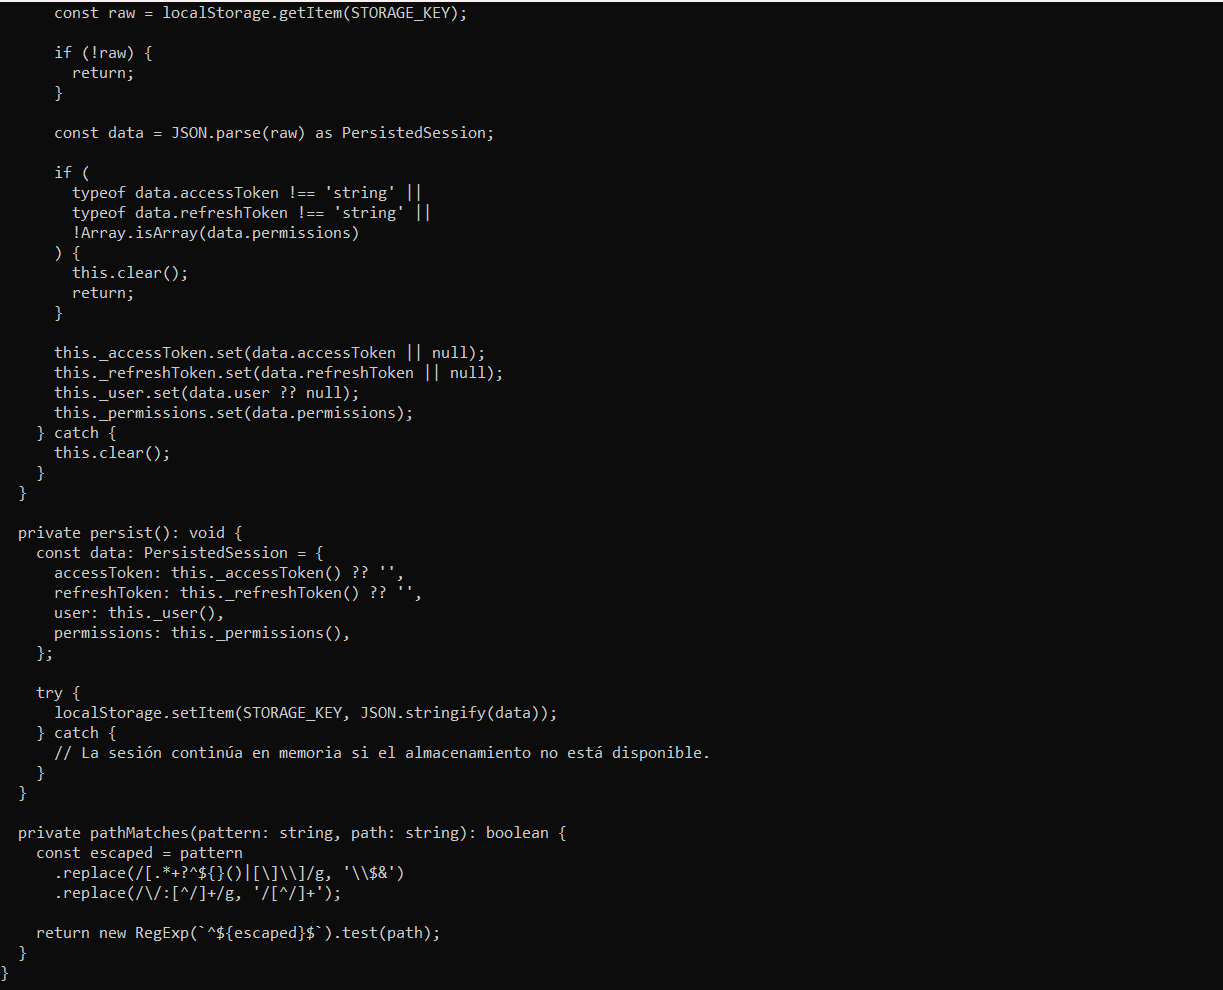 const raw = localStorage.getItem(STORAGE_KEY);

      if (!raw) {
        return;
      }

      const data = JSON.parse(raw) as PersistedSession;

      if (
        typeof data.accessToken !== 'string' ||
        typeof data.refreshToken !== 'string' ||
        !Array.isArray(data.permissions)
      ) {
        this.clear();
        return;
      }

      this._accessToken.set(data.accessToken || null);
      this._refreshToken.set(data.refreshToken || null);
      this._user.set(data.user ?? null);
      this._permissions.set(data.permissions);
    } catch {
      this.clear();
    }
  }

  private persist(): void {
    const data: PersistedSession = {
      accessToken: this._accessToken() ?? '',
      refreshToken: this._refreshToken() ?? '',
      user: this._user(),
      permissions: this._permissions(),
    };

    try {
      localStorage.setItem(STORAGE_KEY, JSON.stringify(data));
    } catch {
      // La sesión continúa en memoria si el almacenamiento no está disponible.
    }
  }

  private pathMatches(pattern: string, path: string): boolean {
    const escaped = pattern
      .replace(/[.*+?^${}()|[\]\\]/g, '\\$&')
      .replace(/\/:[^/]+/g, '/[^/]+');

    return new RegExp(`^${escaped}$`).test(path);
  }
}